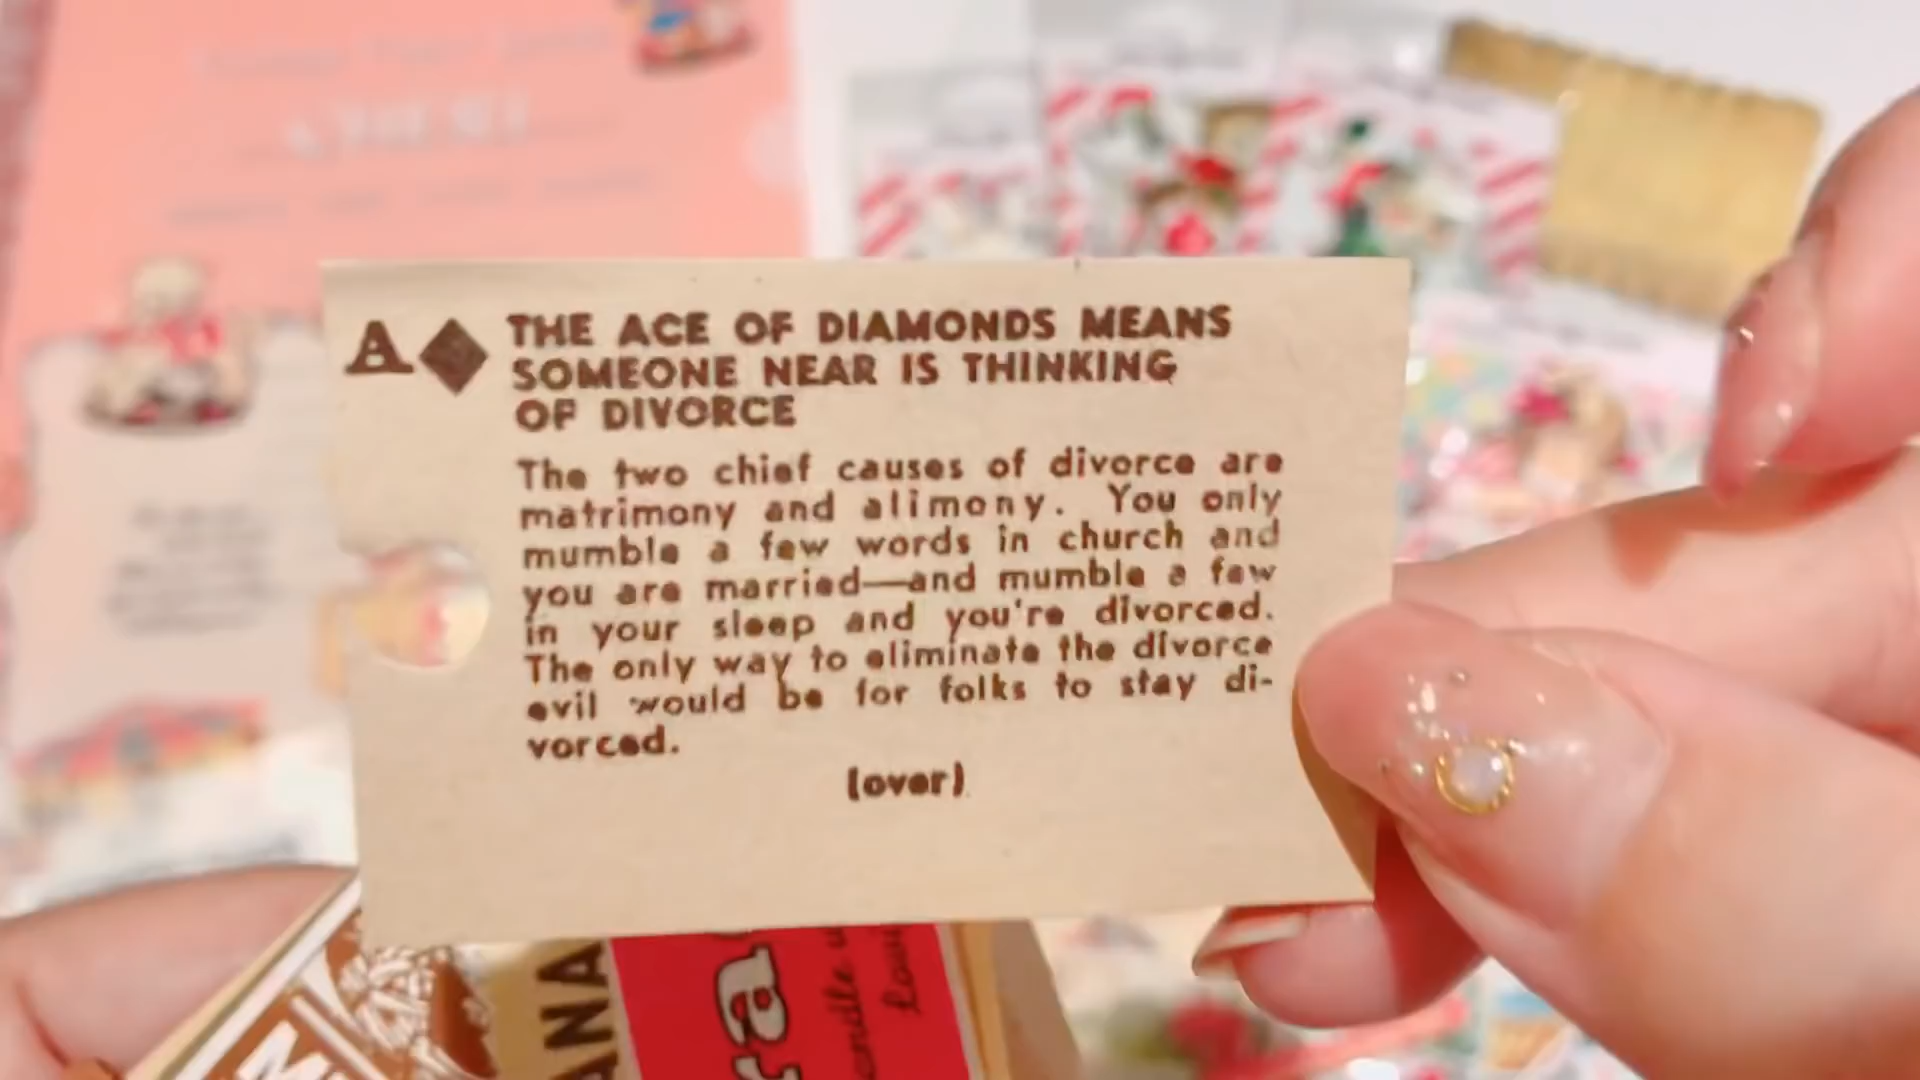 A♦ THE ACE OF DIAMONDS MEANS
SOMEONE NEAR IS THINKING
OF DIVORCE
The two chief causes of divorce are
matrimony and alimony. You only
mumble a few words in church and
you are married—and mumble a few
in your sleep and you're divorced.
The only way to eliminate the divorce
evil would be for folks to stay di-
vorced.
(over)